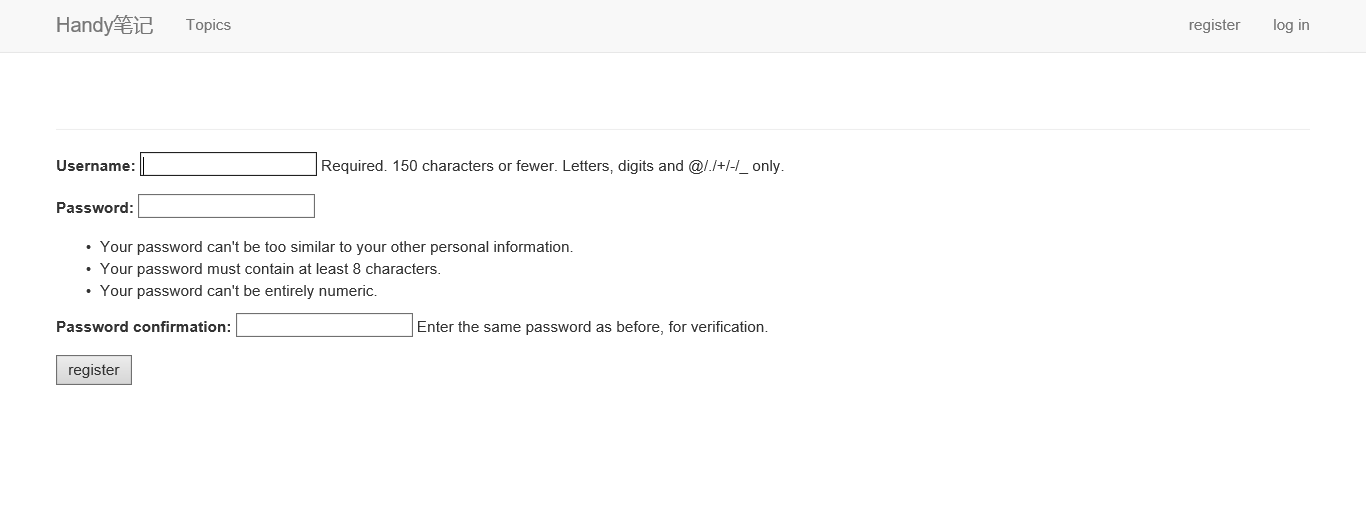 Handy笔记 Topics register log in
Username: Required. 150 characters or fewer. Letters, digits and @/./+/-/_ only.
Password:
• Your password can't be too similar to your other personal information.
• Your password must contain at least 8 characters.
• Your password can't be entirely numeric.
Password confirmation: Enter the same password as before, for verification.
register